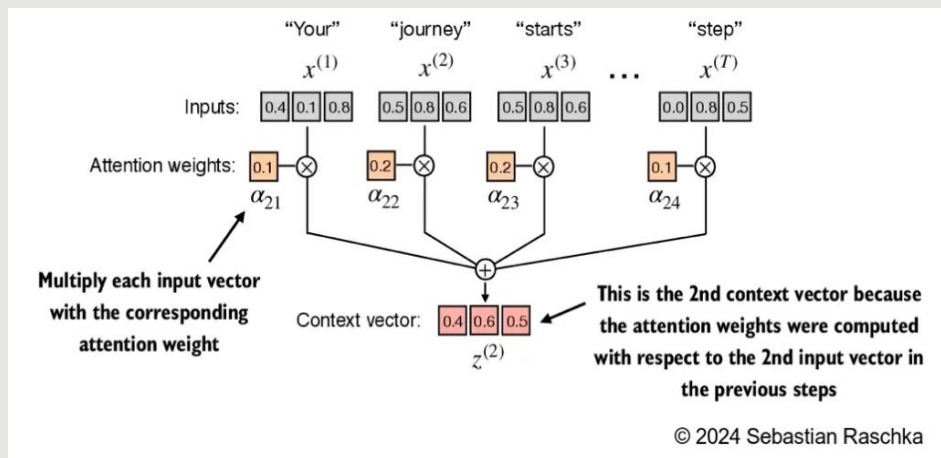 “Your” “journey” “starts” “step”
x(1) x(2) x(3) ... x(T)
Inputs: 0.4 0.1 0.8 0.5 0.8 0.6 0.5 0.8 0.6 0.0 0.8 0.5
Attention weights: 0.1 0.2 0.2 0.1
α21 α22 α23 α24
Multiply each input vector
with the corresponding
attention weight
Context vector: 0.4 0.6 0.5
z(2)
This is the 2nd context vector because
the attention weights were computed
with respect to the 2nd input vector in
the previous steps
© 2024 Sebastian Raschka